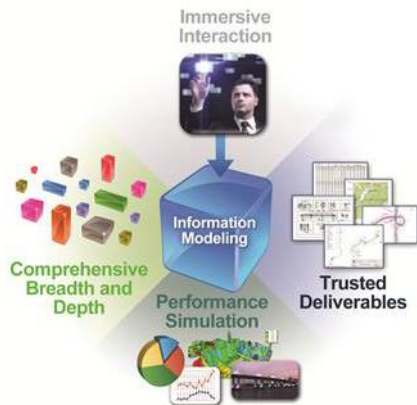 Immersive
Interaction
Information
Modeling
Comprehensive
Breadth and
Depth
Trusted
Deliverables
Performance
Simulation